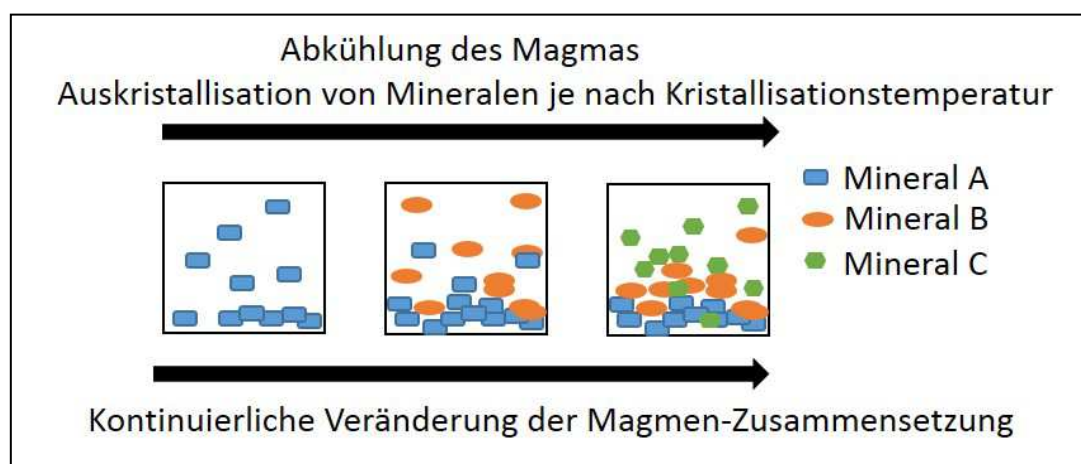 Abkühlung des Magmas
Auskristallisation von Mineralen je nach Kristallisationstemperatur
Mineral A
Mineral B
Mineral C
Kontinuierliche Veränderung der Magmen-Zusammensetzung